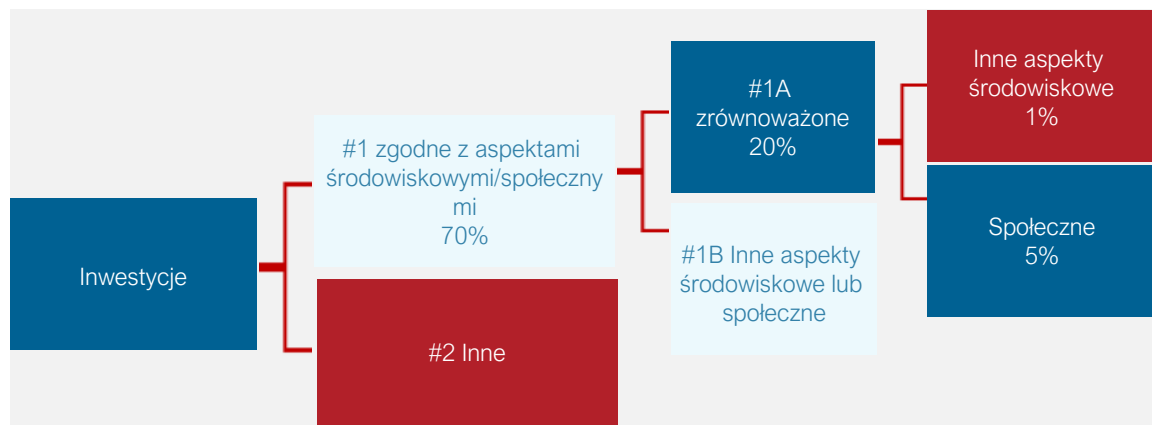 Inwestycje
#1 zgodne z aspektami
środowiskowymi/społeczny
mi
70%
#2 Inne
#1A
zrównoważone
20%
#1B Inne aspekty
środowiskowe lub
społeczne
Inne aspekty
środowiskowe
1%
Społeczne
5%